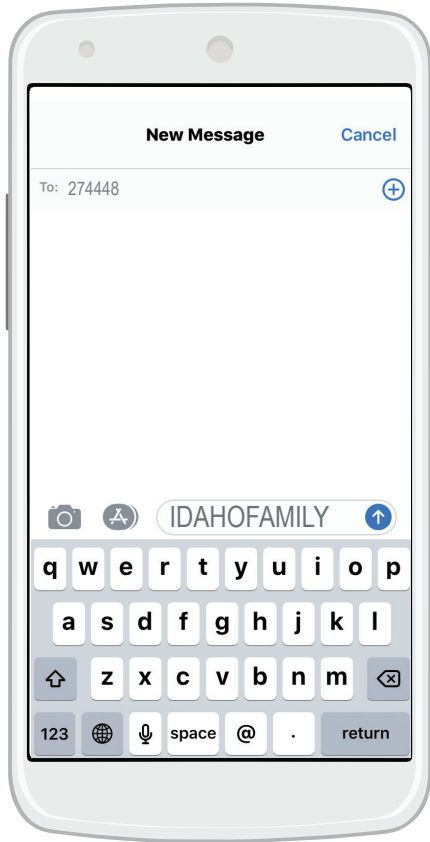 New Message Cancel
To: 274448
IDAHOFAMILY
q w e r t y u i o p
a s d f g h j k l
z x c v b n m
123 space @ . return